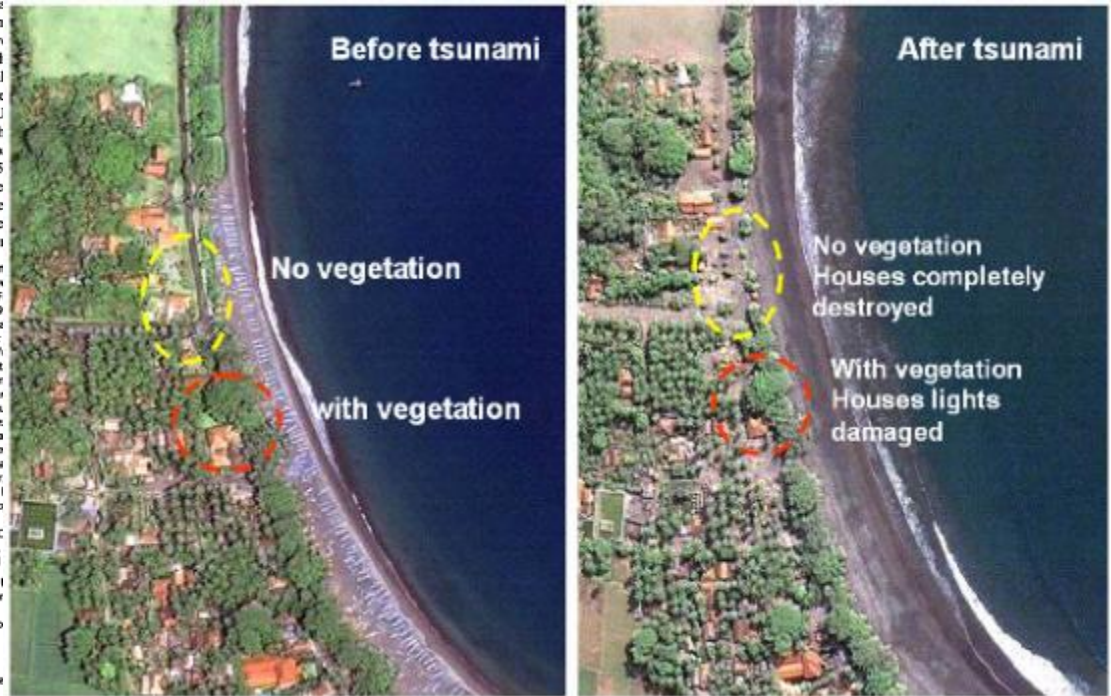 Before tsunami
No vegetation
with vegetation
After tsunami
No vegetation
Houses completely
destroyed
With vegetation
Houses lights
damaged